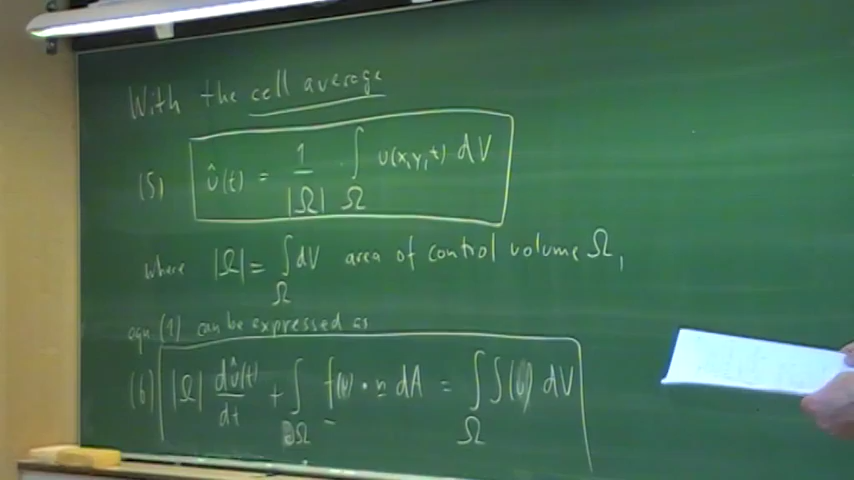 With the cell average
(5) û(t) = 1/|Ω| ∫_Ω u(x,y,t) dV
where |Ω| = ∫_Ω dV area of control volume Ω,
eqn. (1) can be expressed as
(6) |Ω| dû(t)/dt + ∫_∂Ω f(u) · n dA = ∫_Ω S(u) dV